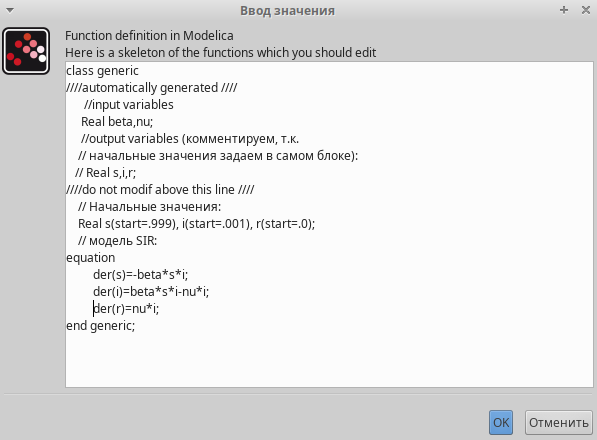 Ввод значения
Function definition in Modelica
Here is a skeleton of the functions which you should edit
class generic
////automatically generated ////
//input variables
Real beta,nu;
//output variables (комментируем, т.к.
// начальные значения задаем в самом блоке):
// Real s,i,r;
////do not modif above this line ////
// Начальные значения:
Real s(start=.999), i(start=.001), r(start=.0);
// модель SIR:
equation
der(s)=-beta*s*i;
der(i)=beta*s*i-nu*i;
der(r)=nu*i;
end generic;
OK
Отменить